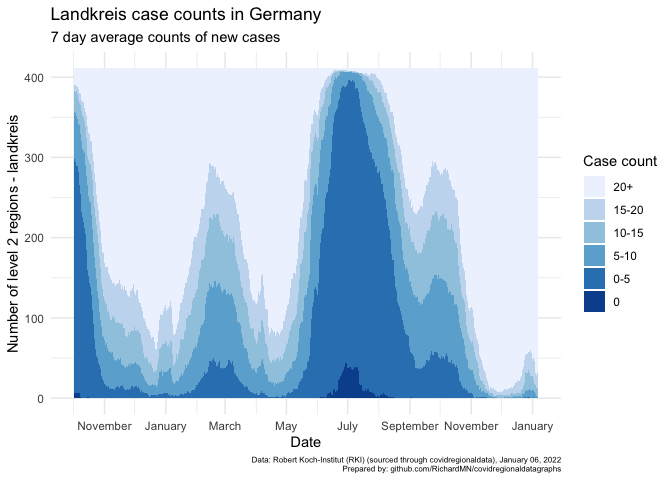 Landkreis case counts in Germany
7 day average counts of new cases
Number of level 2 regions - landkreis
400
300
200
100
0
November January March May July September November January
Date
Case count
20+
15-20
10-15
5-10
0-5
0
Data: Robert Koch-Institut (RKI) (sourced through covidregionaldata), January 06, 2022
Prepared by: github.com/RichardMN/covidregionaldatagraphs